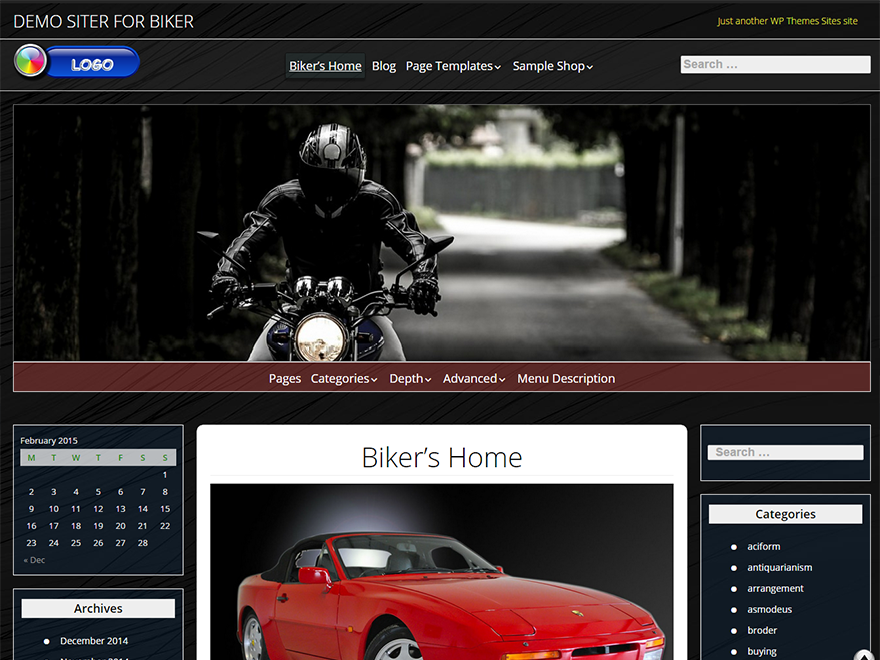 DEMO SITER FOR BIKER
Just another WP Themes Sites site
LOGO
Biker's Home Blog Page Templates Sample Shop
Search ...
Pages Categories Depth Advanced Menu Description
February 2015
M T W T F S S
1
2 3 4 5 6 7 8
9 10 11 12 13 14 15
16 17 18 19 20 21 22
23 24 25 26 27 28
« Dec
Archives
December 2014
November 2014
Biker's Home
Search ...
Categories
aciform
antiquarianism
arrangement
asmodeus
broder
buying